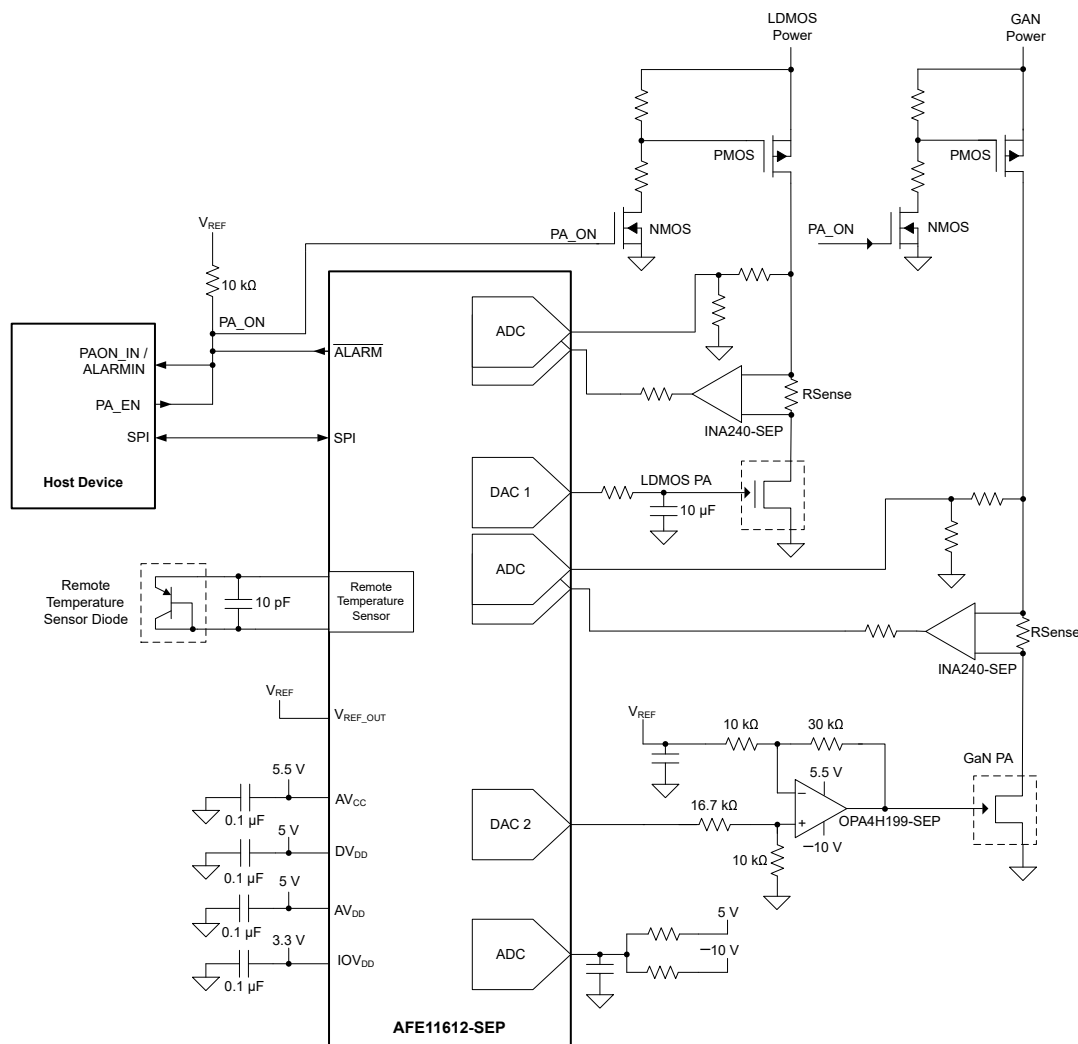 LDMOS
Power
GAN
Power
PMOS
PMOS
NMOS
NMOS
PA_ON
PA_ON
VREF
10 kΩ
PA_ON
ADC
PAON_IN /
ALARMIN
ALARM
PA_EN
SPI
SPI
Host Device
RSense
INA240-SEP
DAC 1
LDMOS PA
10 µF
ADC
Remote
Temperature
Sensor Diode
10 pF
Remote
Temperature
Sensor
RSense
INA240-SEP
VREF
VREF_OUT
VREF
10 kΩ
30 kΩ
GaN PA
5.5 V
5.5 V
AVCC
0.1 µF
16.7 kΩ
−
+
OPA4H199-SEP
−10 V
DAC 2
10 kΩ
5 V
DVDD
0.1 µF
5 V
AVDD
0.1 µF
3.3 V
IOVDD
0.1 µF
ADC
5 V
−10 V
AFE11612-SEP